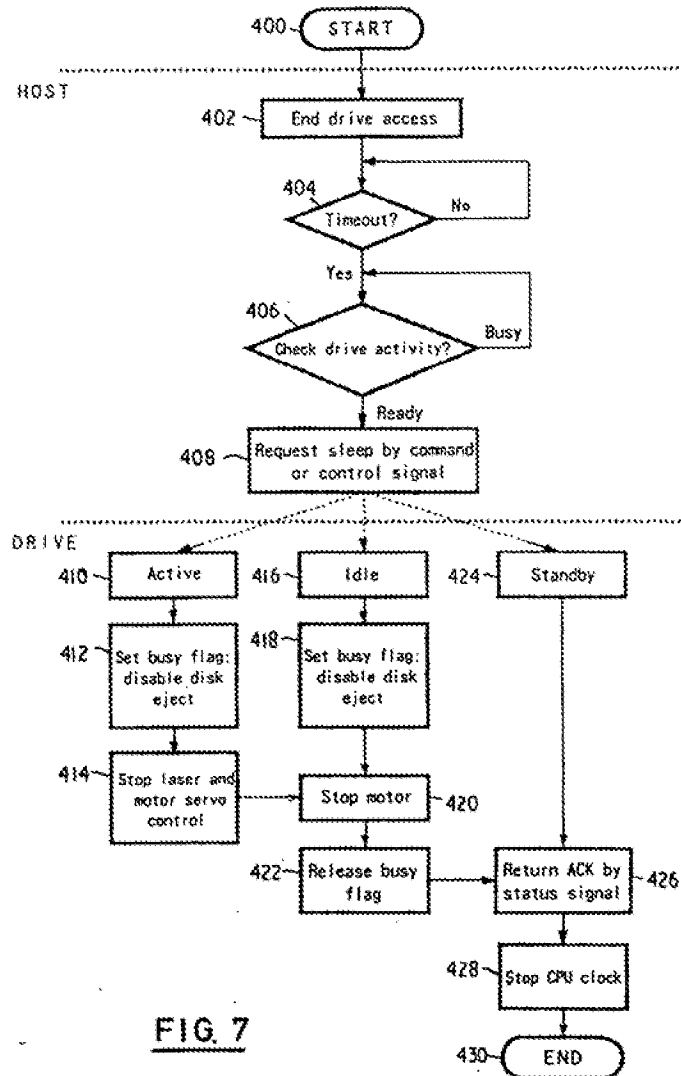 400 START
HOST
402 End drive access
404
Timeout?
No
Yes
406
Busy
Check drive activity?
Ready
408 Request sleep by command
or control signal
DRIVE
410 Active
416 Idle
424 Standby
412 Set busy flag:
disable disk
eject
418 Set busy flag:
disable disk
eject
414 Stop laser and
motor servo
control
Stop motor 420
422 Release busy
flag
Return ACK by
status signal 426
428 Stop CPU clock
430 END
FIG. 7